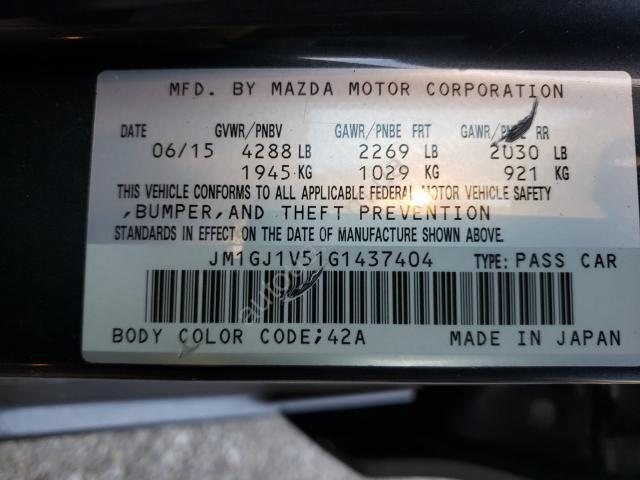 MFD. BY MAZDA MOTOR CORPORATION
DATE GVWR/PNBV GAWR/PNBE FRT GAWR/PNBE RR
06/15 4288 LB 2269 LB 2030 LB
1945 KG 1029 KG 921 KG
THIS VEHICLE CONFORMS TO ALL APPLICABLE FEDERAL MOTOR VEHICLE SAFETY
,BUMPER,AND THEFT PREVENTION
STANDARDS IN EFFECT ON THE DATE OF MANUFACTURE SHOWN ABOVE.
JM1GJ1V51G1437404 TYPE: PASS CAR
BODY COLOR CODE;42A MADE IN JAPAN